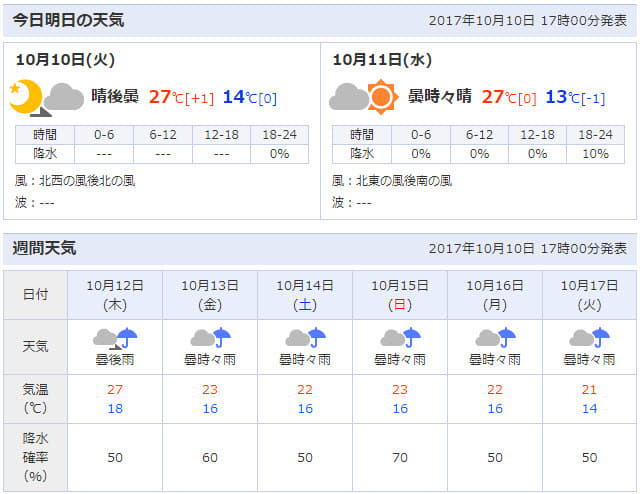 今日明日の天気 2017年10月10日 17時00分発表
10月10日(火)
晴後曇 27℃[+1] 14℃[0]
時間 0-6 6-12 12-18 18-24
降水 --- --- --- 0%
風：北西の風後北の風
波：---
10月11日(水)
曇時々晴 27℃[0] 13℃[-1]
時間 0-6 6-12 12-18 18-24
降水 0% 0% 0% 10%
風：北東の風後南の風
波：---
週間天気 2017年10月10日 17時00分発表
日付 10月12日(木) 10月13日(金) 10月14日(土) 10月15日(日) 10月16日(月) 10月17日(火)
天気 曇後雨 曇時々雨 曇時々雨 曇時々雨 曇時々雨 曇時々雨
気温(℃) 27 23 22 23 22 21
18 16 16 16 16 14
降水確率(%) 50 60 50 70 50 50